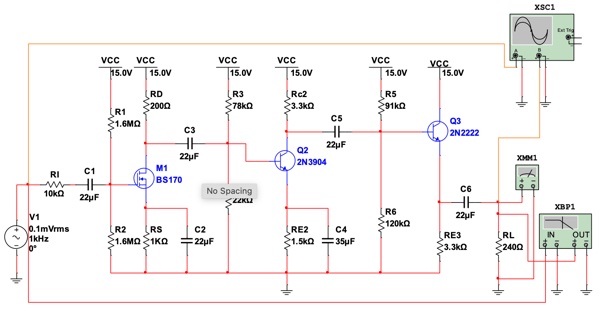 XSC1
Ext Trig
A
B
VCC
15.0V
VCC
15.0V
VCC
15.0V
VCC
15.0V
VCC
15.0V
VCC
15.0V
R1
1.6MΩ
RD
200Ω
R3
78kΩ
Rc2
3.3kΩ
R5
91kΩ
Q3
2N2222
C3
22µF
C5
22µF
Q2
2N3904
RI
10kΩ
C1
22µF
M1
BS170
No Spacing
22kΩ
C6
22µF
XMM1
XBP1
IN
OUT
V1
0.1mVrms
1kHz
0°
R2
1.6MΩ
RS
1KΩ
C2
22µF
RE2
1.5kΩ
C4
35µF
R6
120kΩ
RE3
3.3kΩ
RL
240Ω